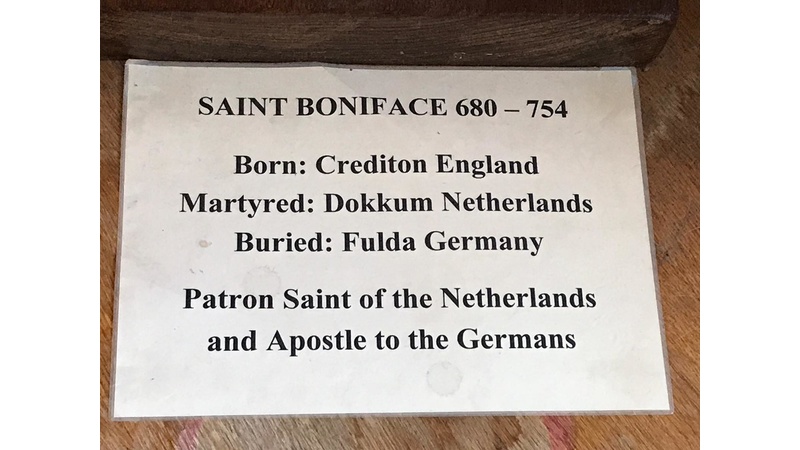 SAINT BONIFACE 680 – 754
Born: Crediton England
Martyred: Dokkum Netherlands
Buried: Fulda Germany
Patron Saint of the Netherlands
and Apostle to the Germans